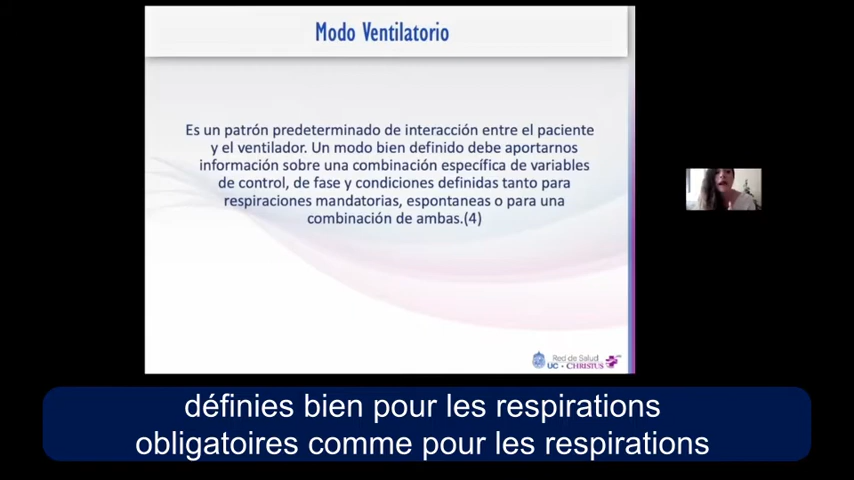 Modo Ventilatorio
Es un patrón predeterminado de interacción entre el paciente
y el ventilador. Un modo bien definido debe aportarnos
información sobre una combinación específica de variables
de control, de fase y condiciones definidas tanto para
respiraciones mandatorias, espontaneas o para una
combinación de ambas.(4)
Red de Salud
UC · CHRISTUS
définies bien pour les respirations
obligatoires comme pour les respirations